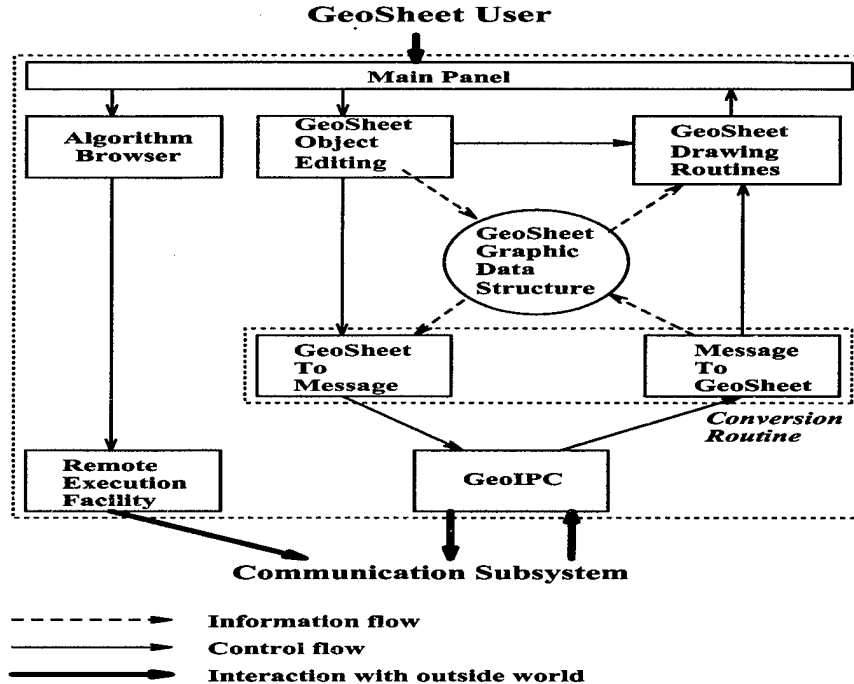 GeoSheet User
Main Panel
Algorithm
Browser
GeoSheet
Object
Editing
GeoSheet
Drawing
Routines
GeoSheet
Graphic
Data
Structure
GeoSheet
To
Message
Message
To
GeoSheet
Conversion
Routine
Remote
Execution
Facility
GeoIPC
Communication Subsystem
Information flow
Control flow
Interaction with outside world